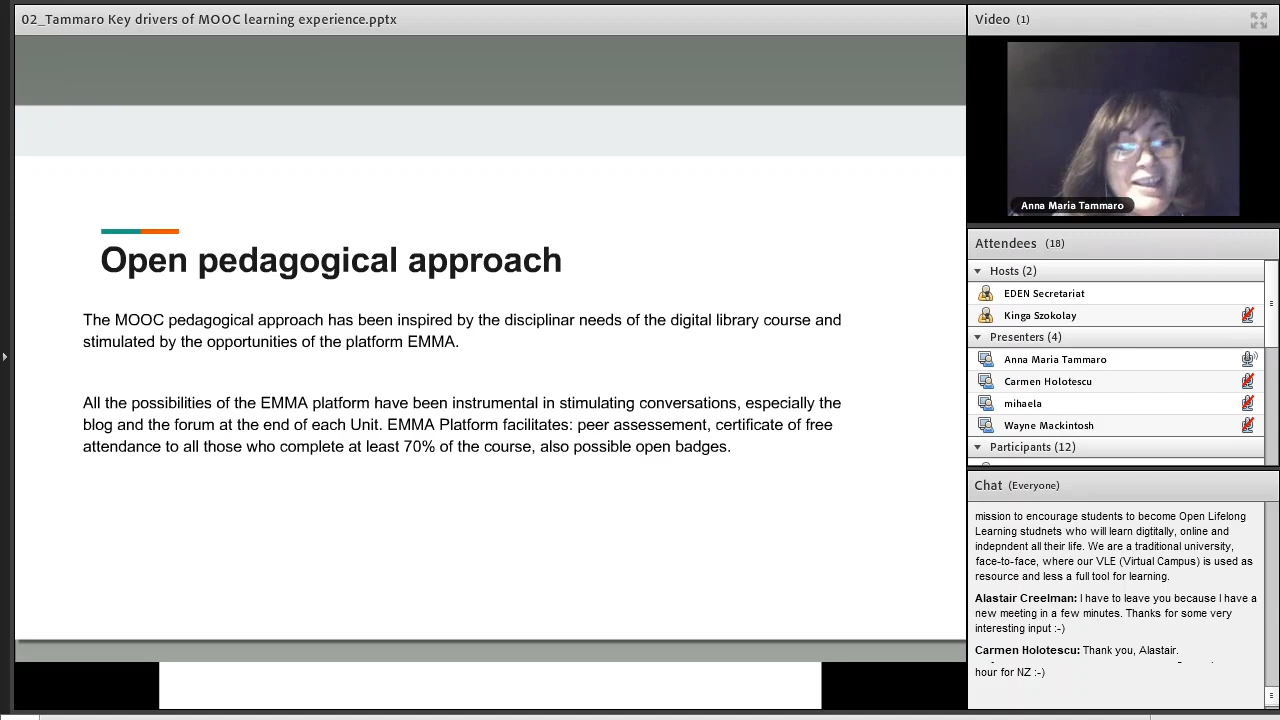 02_Tammaro Key drivers of MOOC learning experience.pptx
Open pedagogical approach
The MOOC pedagogical approach has been inspired by the disciplinar needs of the digital library course and
stimulated by the opportunities of the platform EMMA.
All the possibilities of the EMMA platform have been instrumental in stimulating conversations, especially the
blog and the forum at the end of each Unit. EMMA Platform facilitates: peer assessement, certificate of free
attendance to all those who complete at least 70% of the course, also possible open badges.
Video (1)
Anna Maria Tammaro
Attendees (18)
Hosts (2)
EDEN Secretariat
Kinga Szokolay
Presenters (4)
Anna Maria Tammaro
Carmen Holotescu
mihaela
Wayne Mackintosh
Participants (12)
Chat (Everyone)
mission to encourage students to become Open Lifelong
Learning studnets who will learn digtitally, online and
indepndent all their life. We are a traditional university,
face-to-face, where our VLE (Virtual Campus) is used as
resource and less a full tool for learning.
Alastair Creelman: I have to leave you because I have a
new meeting in a few minutes. Thanks for some very
interesting input :-)
Carmen Holotescu: Thank you, Alastair.
hour for NZ :-)